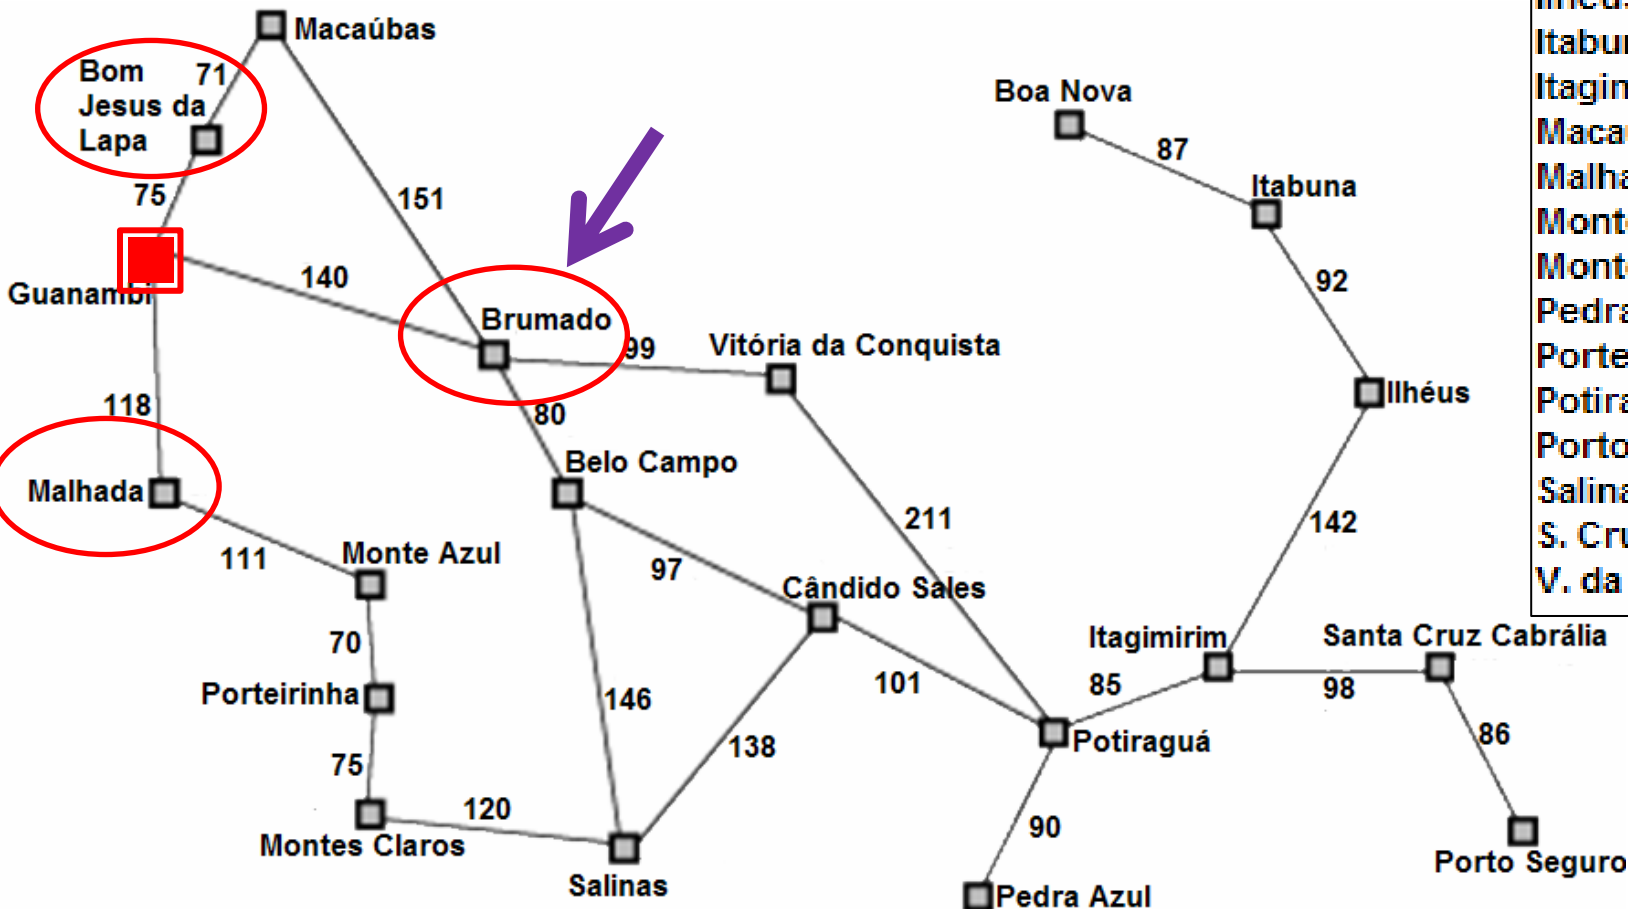 Macaúbas
Bom 71
Jesus da
Lapa
75
Guanambi
140
151
Brumado
99
Vitória da Conquista
80
Belo Campo
118
Malhada
111
Monte Azul
70
Porteirinha
75
Montes Claros
120
Salinas
146
138
97
Cândido Sales
101
211
Potiraguá
90
Pedra Azul
85
Itagimirim
98
Santa Cruz Cabrália
86
Porto Seguro
142
Ilhéus
92
Itabuna
87
Boa Nova
S.
V. da